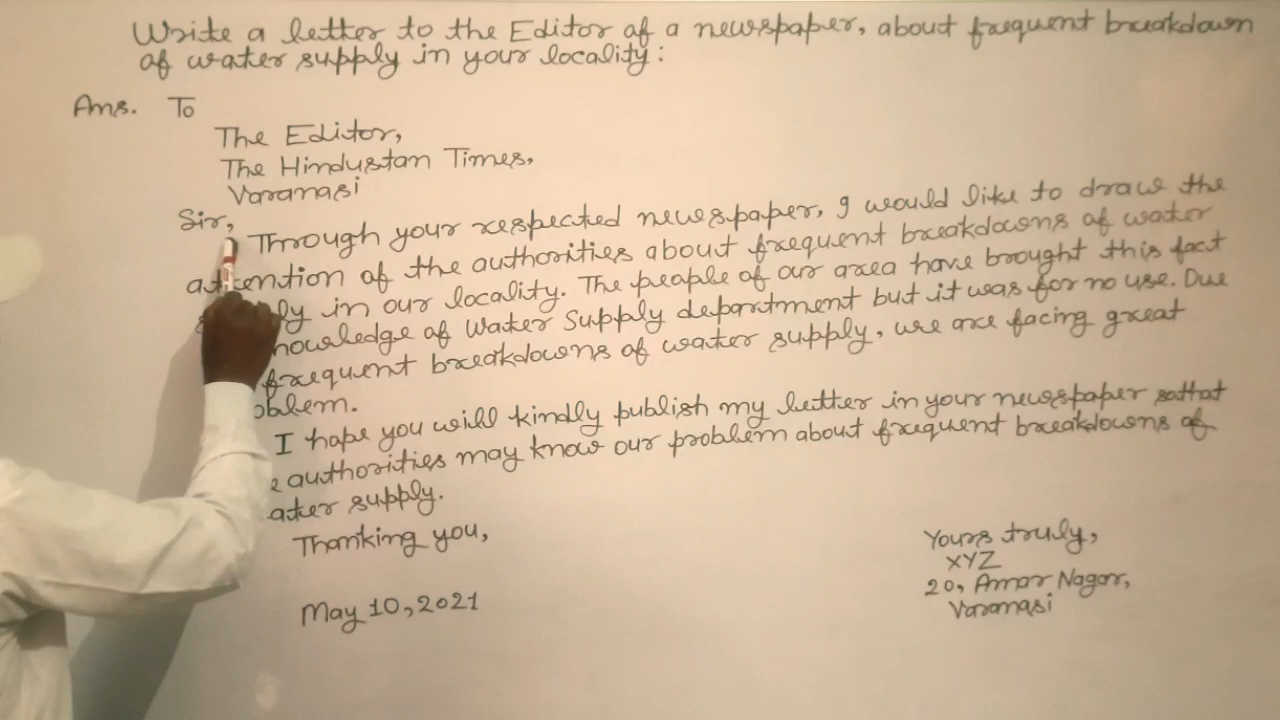 Write a letter to the Editor of a newspaper, about frequent breakdown
of water supply in your locality:
Ans. To
The Editor,
The Hindustan Times,
Varanasi
Sir,
Through your respected newspaper, I would like to draw the
attention of the authorities about frequent breakdowns of water
ly in our locality. The people of our area have brought this fact
nowledge of Water Supply department but it was for no use. Due
frequent breakdowns of water supply, we are facing great
oblem.
I hope you will kindly publish my letter in your newspaper so that
e authorities may know our problem about frequent breakdowns of
ater supply.
Thanking you,
Yours truly,
XYZ
20, Amar Nagar,
Varanasi
May 10, 2021